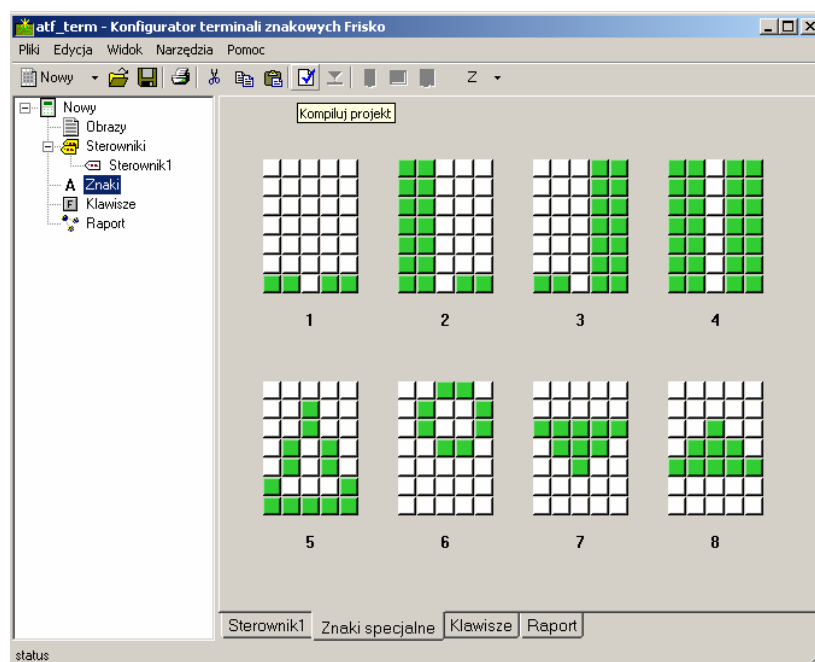 atf_term - Konfigurator terminali znakowych Frisko
Pliki Edycja Widok Narzędzia Pomoc
Nowy Z
Kompiluj projekt
Nowy
Obrazy
Sterowniki
Sterownik1
A Znaki
F Klawisze
Raport
1 2 3 4
5 6 7 8
Sterownik1 Znaki specjalne Klawisze Raport
status